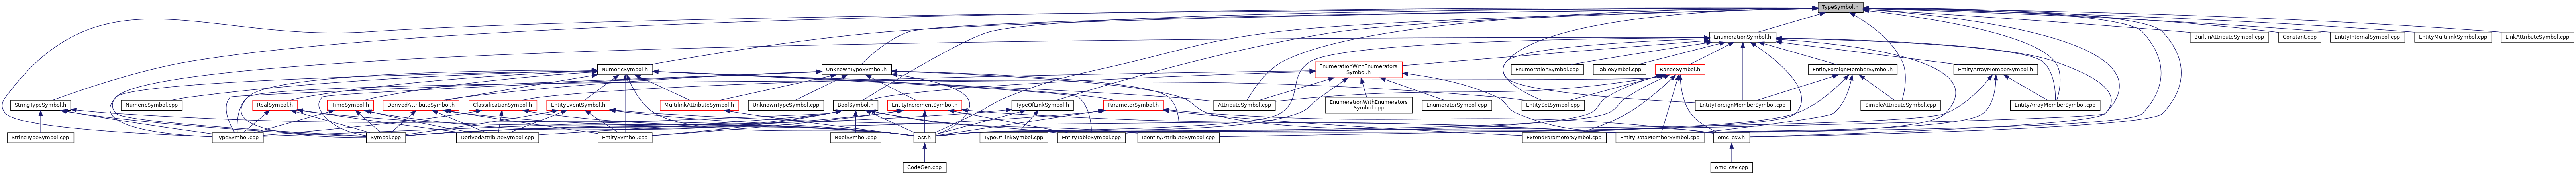 TypeSymbol.h
EnumerationSymbol.h
BuiltinAttributeSymbol.cpp
Constant.cpp
EntityInternalSymbol.cpp
EntityMultilinkSymbol.cpp
LinkAttributeSymbol.cpp
NumericSymbol.h
UnknownTypeSymbol.h
EnumerationWithEnumerators
Symbol.h
EnumerationSymbol.cpp
TableSymbol.cpp
RangeSymbol.h
EntityForeignMemberSymbol.h
EntityArrayMemberSymbol.h
StringTypeSymbol.h
NumericSymbol.cpp
RealSymbol.h
TimeSymbol.h
DerivedAttributeSymbol.h
ClassificationSymbol.h
EntityEventSymbol.h
MultilinkAttributeSymbol.h
UnknownTypeSymbol.cpp
BoolSymbol.h
EntityIncrementSymbol.h
TypeOfLinkSymbol.h
ParameterSymbol.h
AttributeSymbol.cpp
EnumerationWithEnumerators
Symbol.cpp
EnumeratorSymbol.cpp
EntitySetSymbol.cpp
EntityForeignMemberSymbol.cpp
SimpleAttributeSymbol.cpp
EntityArrayMemberSymbol.cpp
StringTypeSymbol.cpp
TypeSymbol.cpp
Symbol.cpp
DerivedAttributeSymbol.cpp
EntitySymbol.cpp
BoolSymbol.cpp
ast.h
TypeOfLinkSymbol.cpp
EntityTableSymbol.cpp
IdentityAttributeSymbol.cpp
ExtendParameterSymbol.cpp
EntityDataMemberSymbol.cpp
omc_csv.h
CodeGen.cpp
omc_csv.cpp